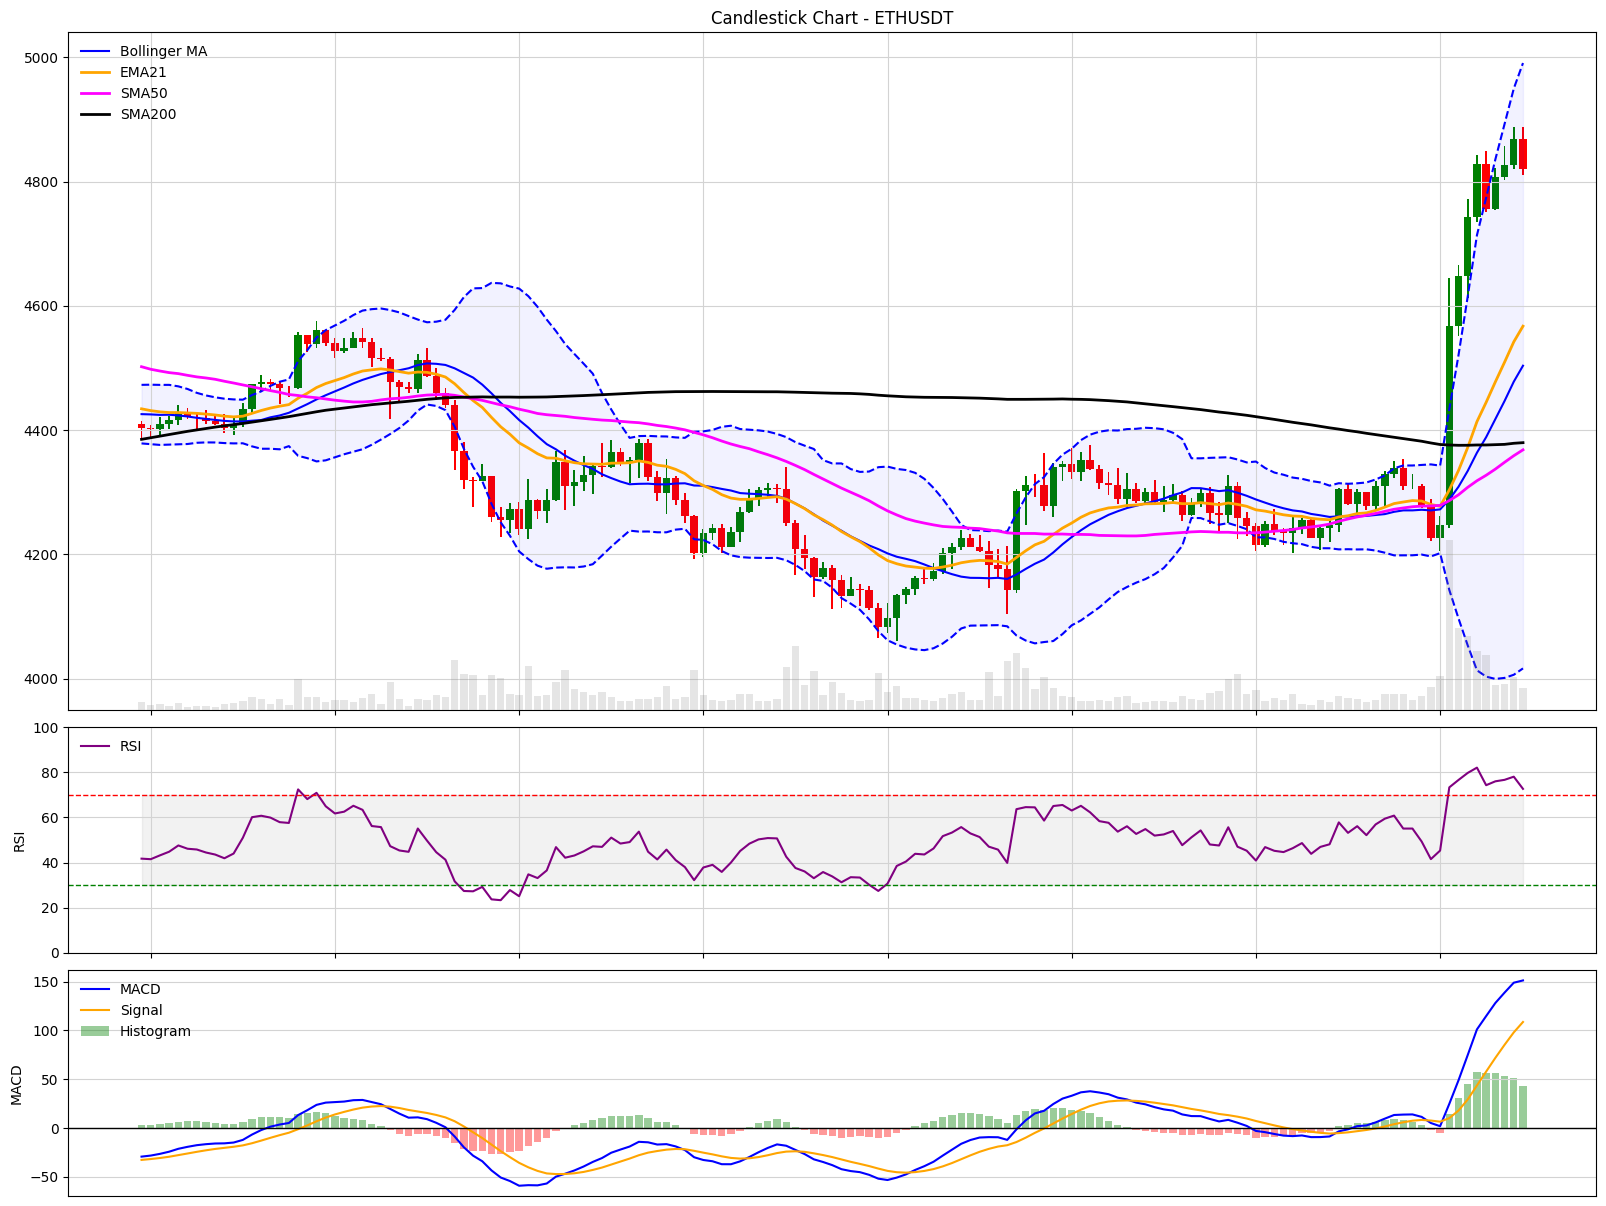 Candlestick Chart - ETHUSDT
Bollinger MA
EMA21
SMA50
SMA200
5000
4800
4600
4400
4200
4000
RSI
100
80
60
40
20
0
RSI
MACD
Signal
Histogram
150
100
50
0
−50
MACD